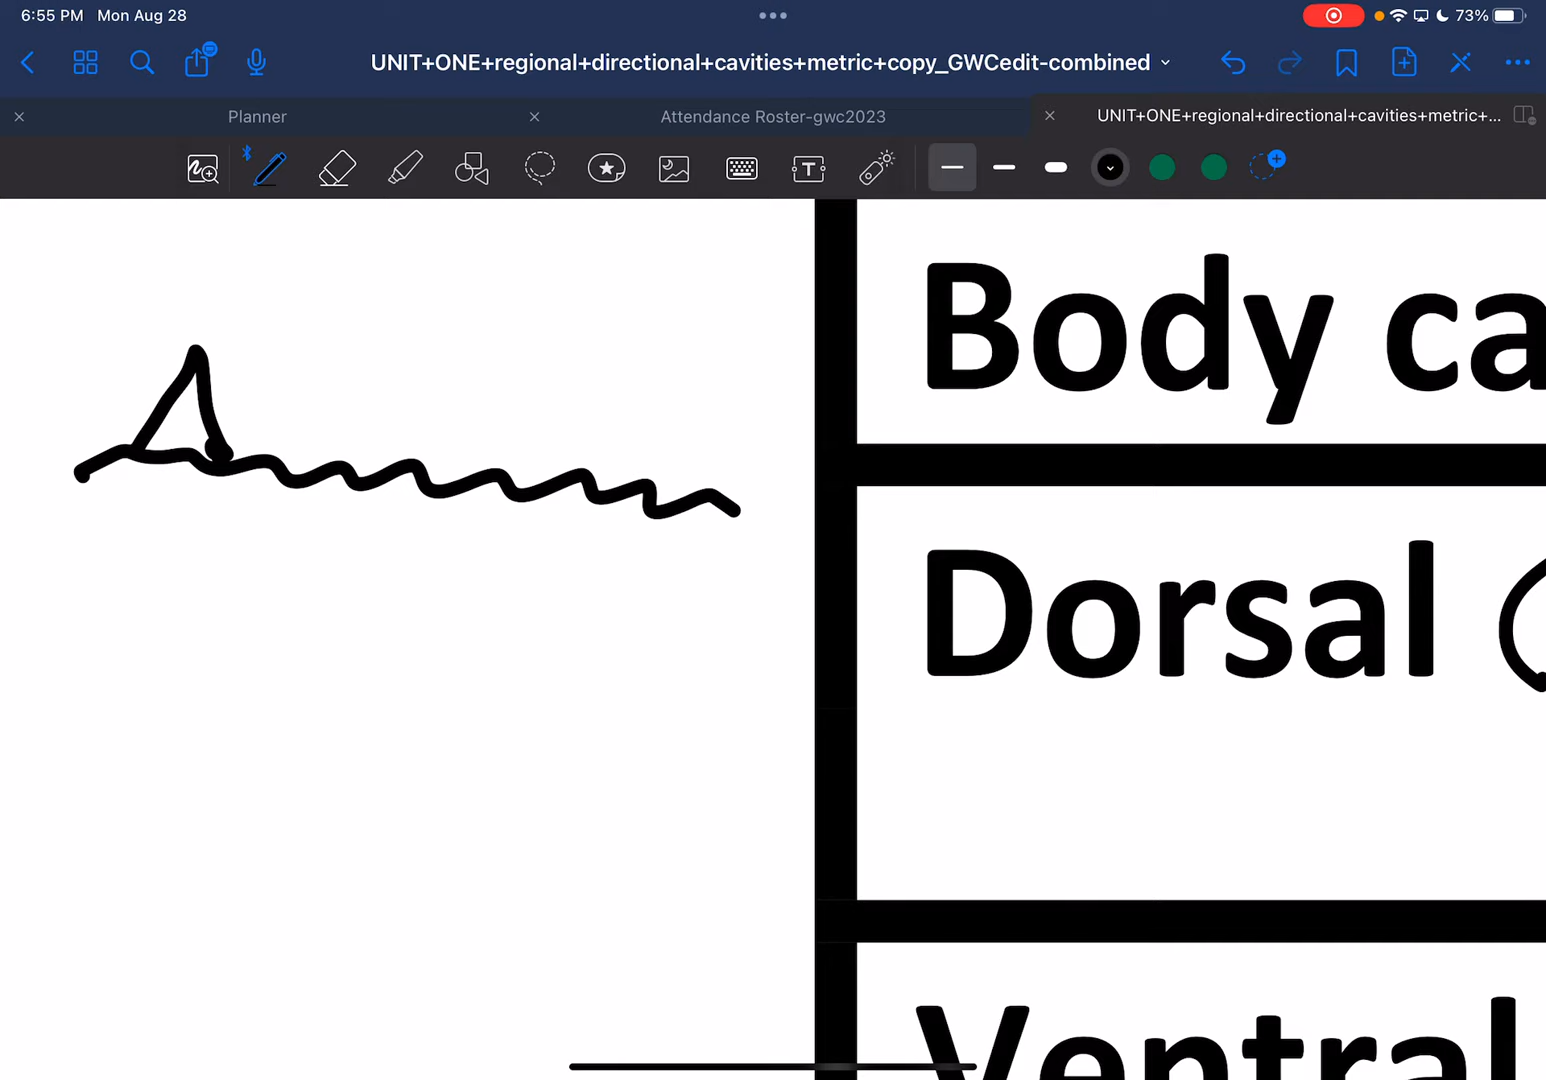 6:55 PM Mon Aug 28
73%
UNIT+ONE+regional+directional+cavities+metric+copy_GWCedit-combined
Planner
Attendance Roster-gwc2023
UNIT+ONE+regional+directional+cavities+metric+...
T
Body ca
Dorsal
Ventral